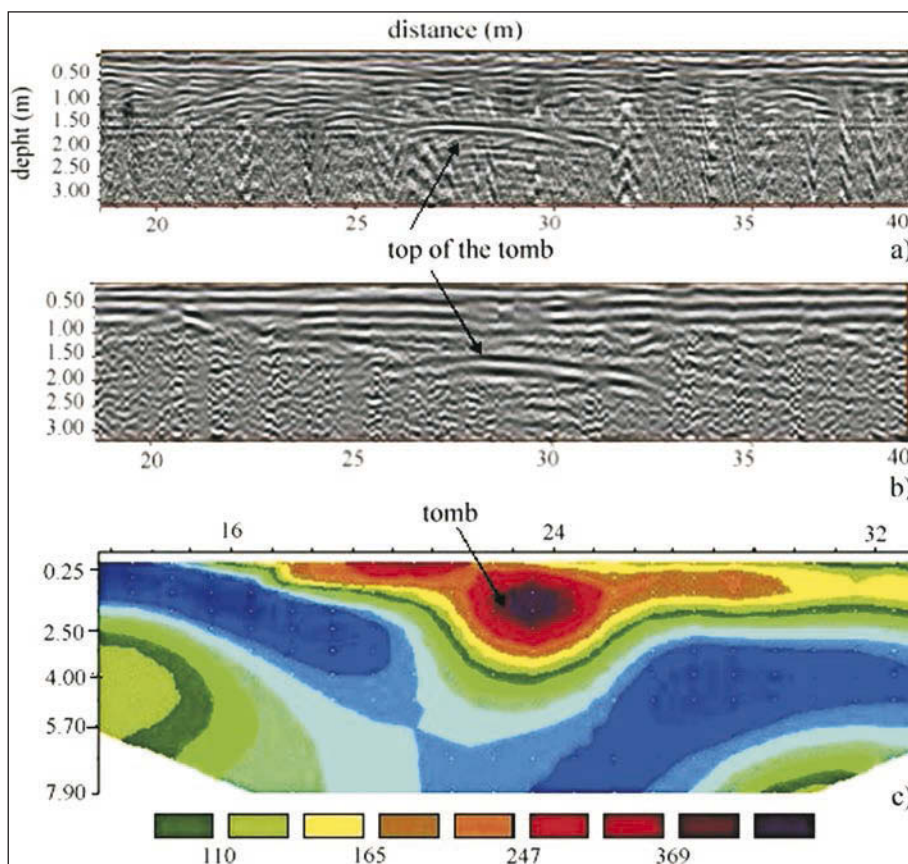 distance (m)
depht (m)
0.50
1.00
1.50
2.00
2.50
3.00
20 25 30 35 40
a)
top of the tomb
0.50
1.00
1.50
2.00
2.50
3.00
20 25 30 35 40
b)
tomb
16 24 32
0.25
2.50
4.00
5.70
7.90
c)
110 165 247 369